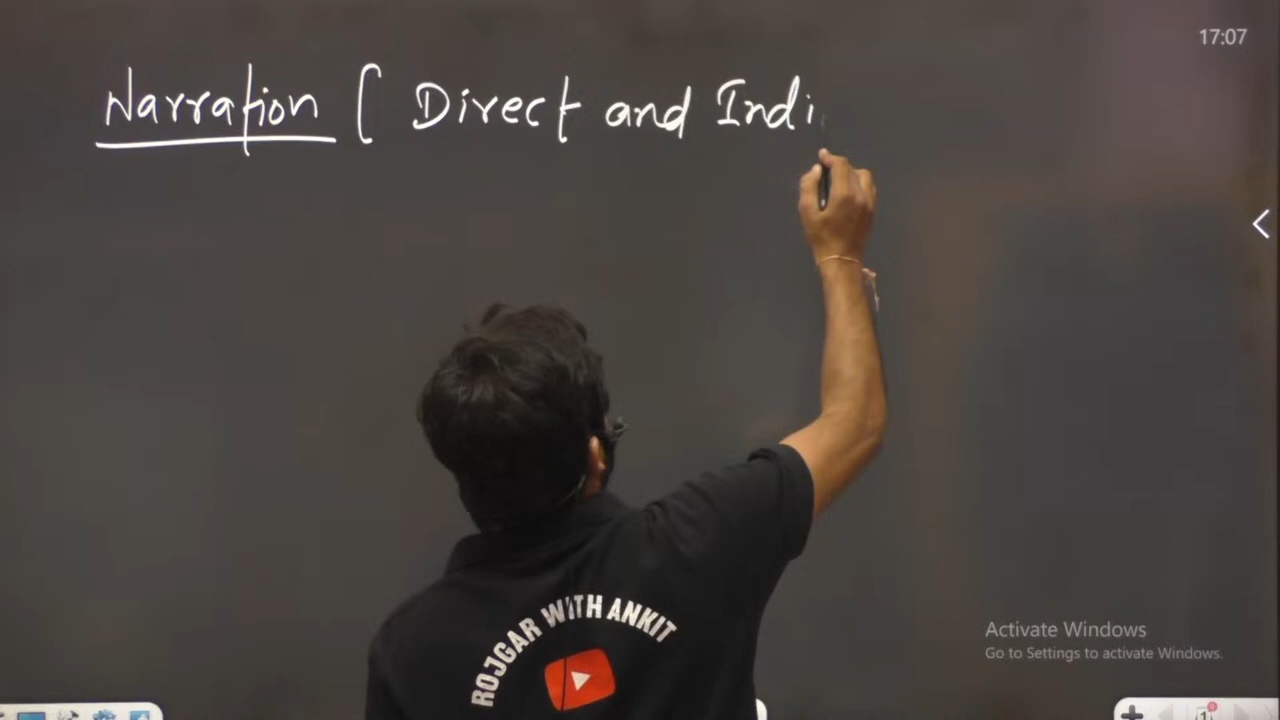 17:07
Narration ( Direct and Indi
ROJGAR WITH ANKIT
Activate Windows
Go to Settings to activate Windows.